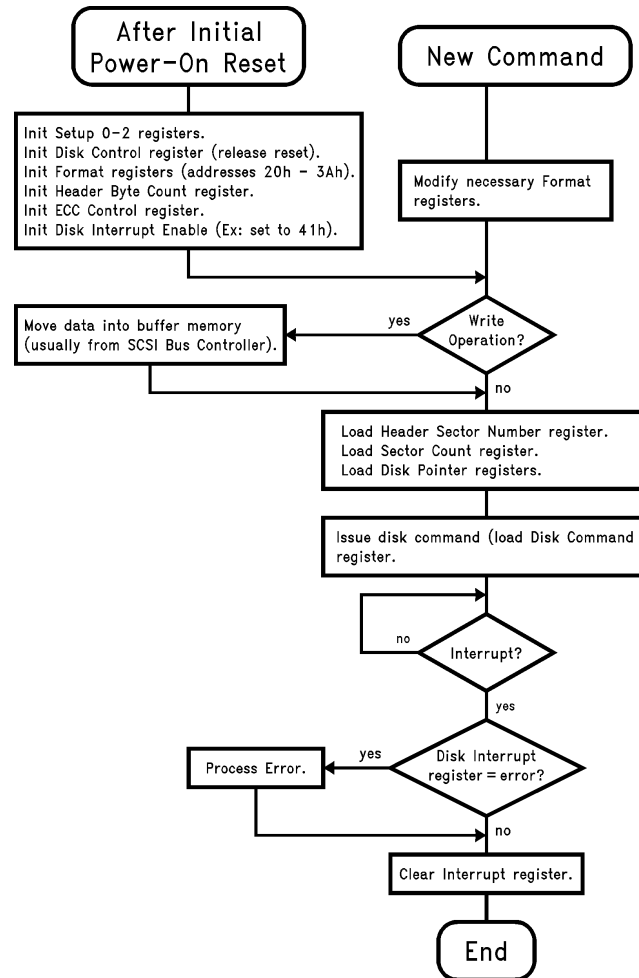 After Initial
Power-On Reset
New Command
Init Setup 0-2 registers.
Init Disk Control register (release reset).
Init Format registers (addresses 20h - 3Ah).
Init Header Byte Count register.
Init ECC Control register.
Init Disk Interrupt Enable (Ex: set to 41h).
Modify necessary Format
registers.
Write
Operation?
yes
Move data into buffer memory
(usually from SCSI Bus Controller).
no
Load Header Sector Number register.
Load Sector Count register.
Load Disk Pointer registers.
Issue disk command (load Disk Command
register.
Interrupt?
no
yes
Disk Interrupt
register = error?
yes
Process Error.
no
Clear Interrupt register.
End